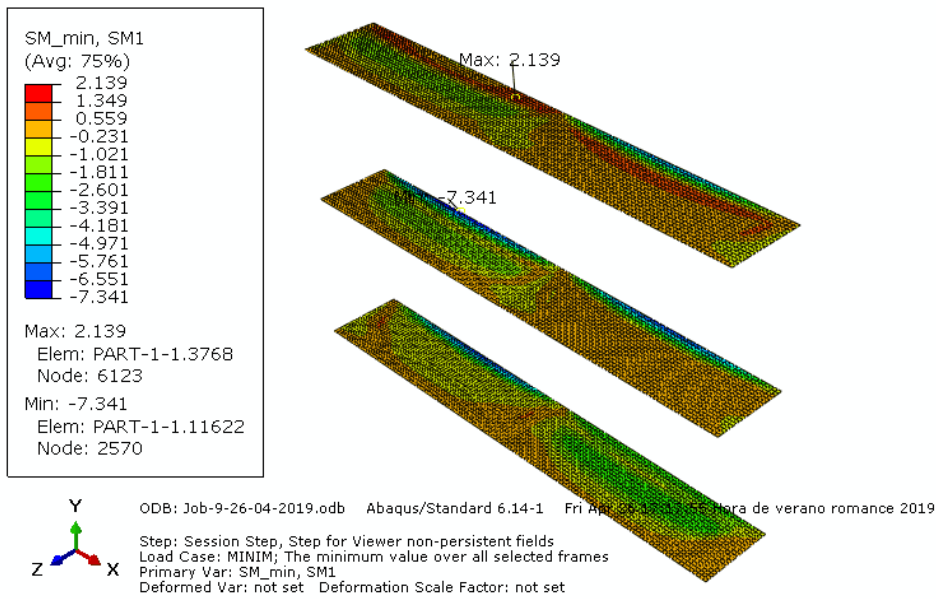 SM_min, SM1
(Avg: 75%)
2.139
1.349
0.559
-0.231
-1.021
-1.811
-2.601
-3.391
-4.181
-4.971
-5.761
-6.551
-7.341
Max: 2.139
Elem: PART-1-1.3768
Node: 6123
Min: -7.341
Elem: PART-1-1.11622
Node: 2570
Max: 2.139
-7.341
Y
Z X
ODB: Job-9-26-04-2019.odb Abaqus/Standard 6.14-1 Fri de verano romance 2019
Step: Session Step, Step for Viewer non-persistent fields
Load Case: MINIM; The minimum value over all selected frames
Primary Var: SM_min, SM1
Deformed Var: not set Deformation Scale Factor: not set